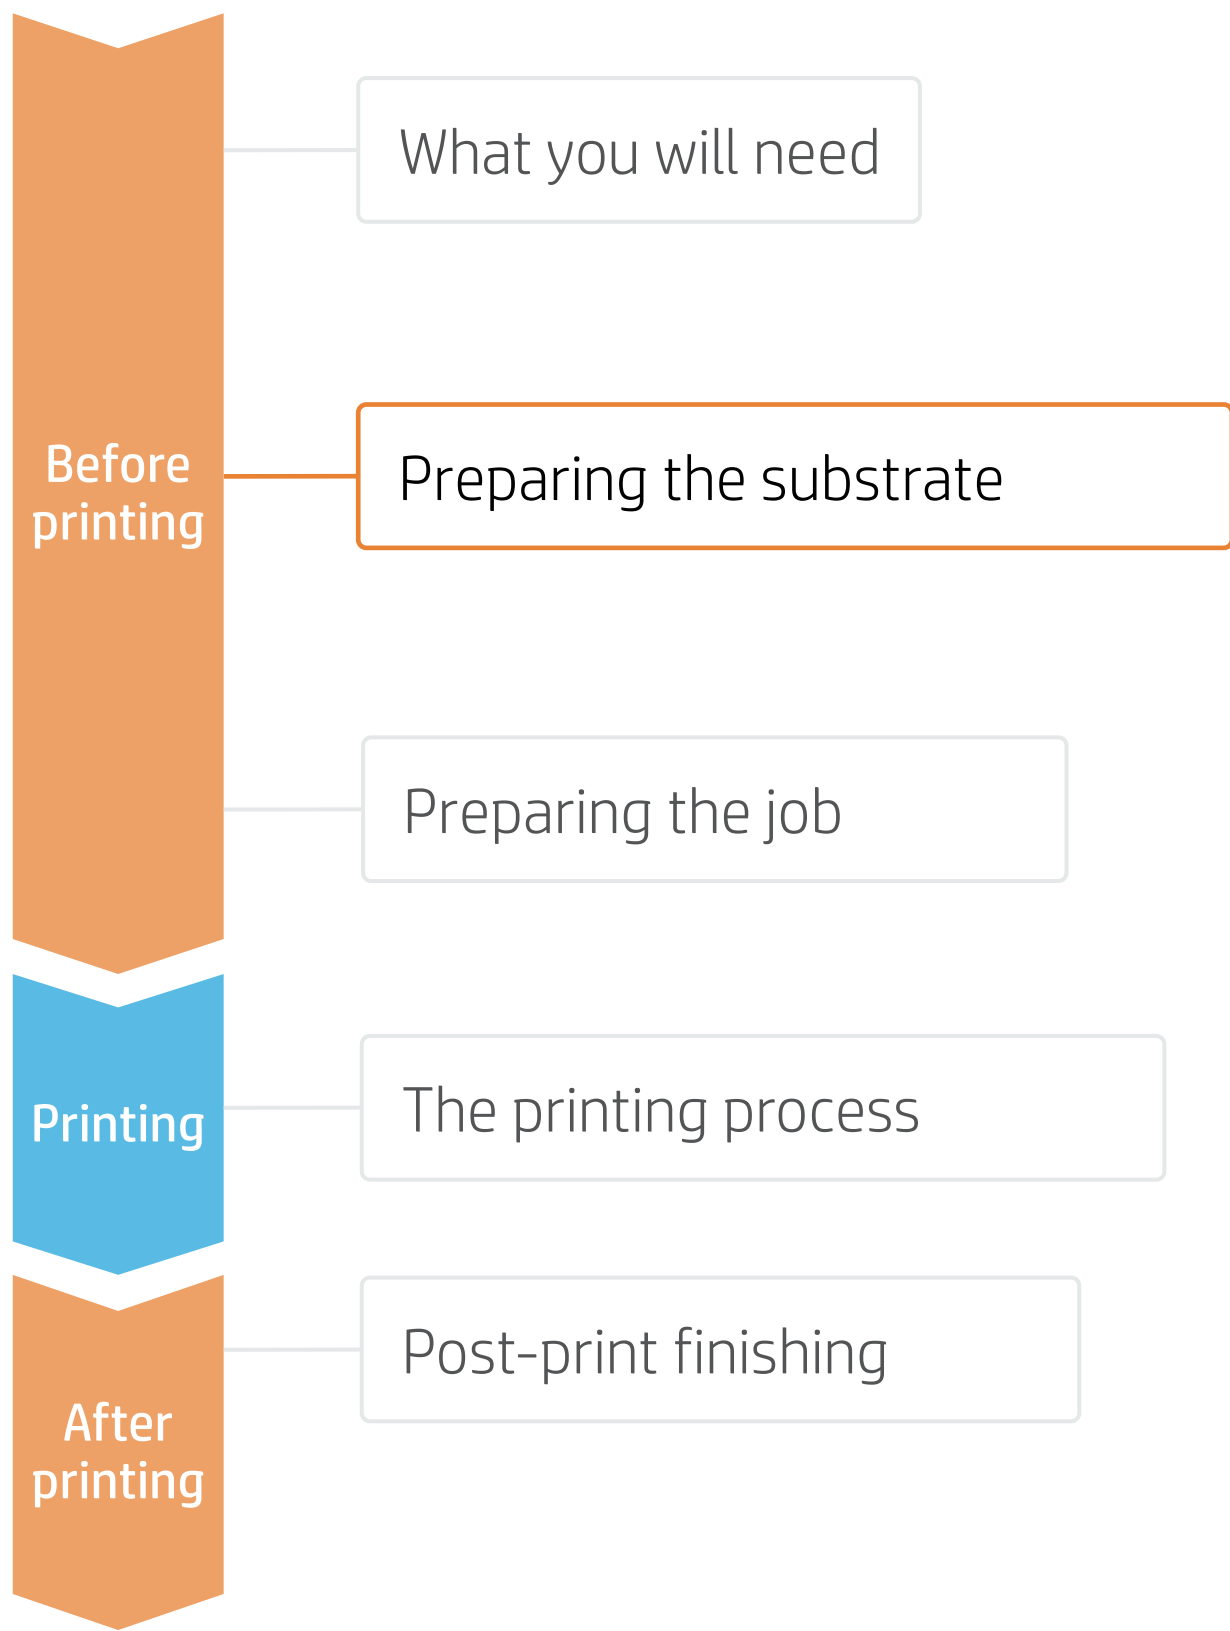 What you will need
Before
printing
Preparing the substrate
Preparing the job
Printing
The printing process
After
printing
Post-print finishing